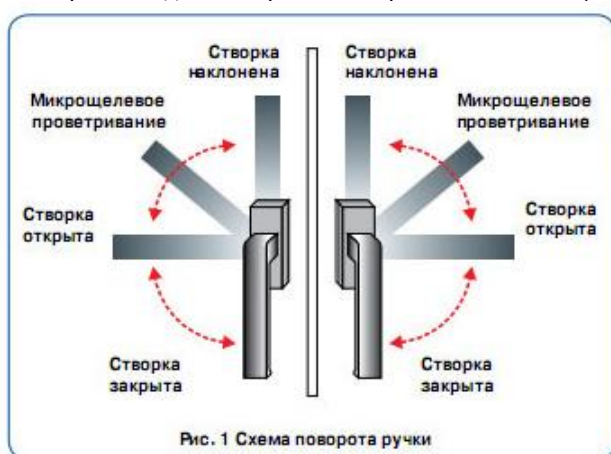 Створка
наклонена
Створка
наклонена
Микрощелевое
проветривание
Микрощелевое
проветривание
Створка
открыта
Створка
открыта
Створка
закрыта
Створка
закрыта
Рис. 1 Схема поворота ручки